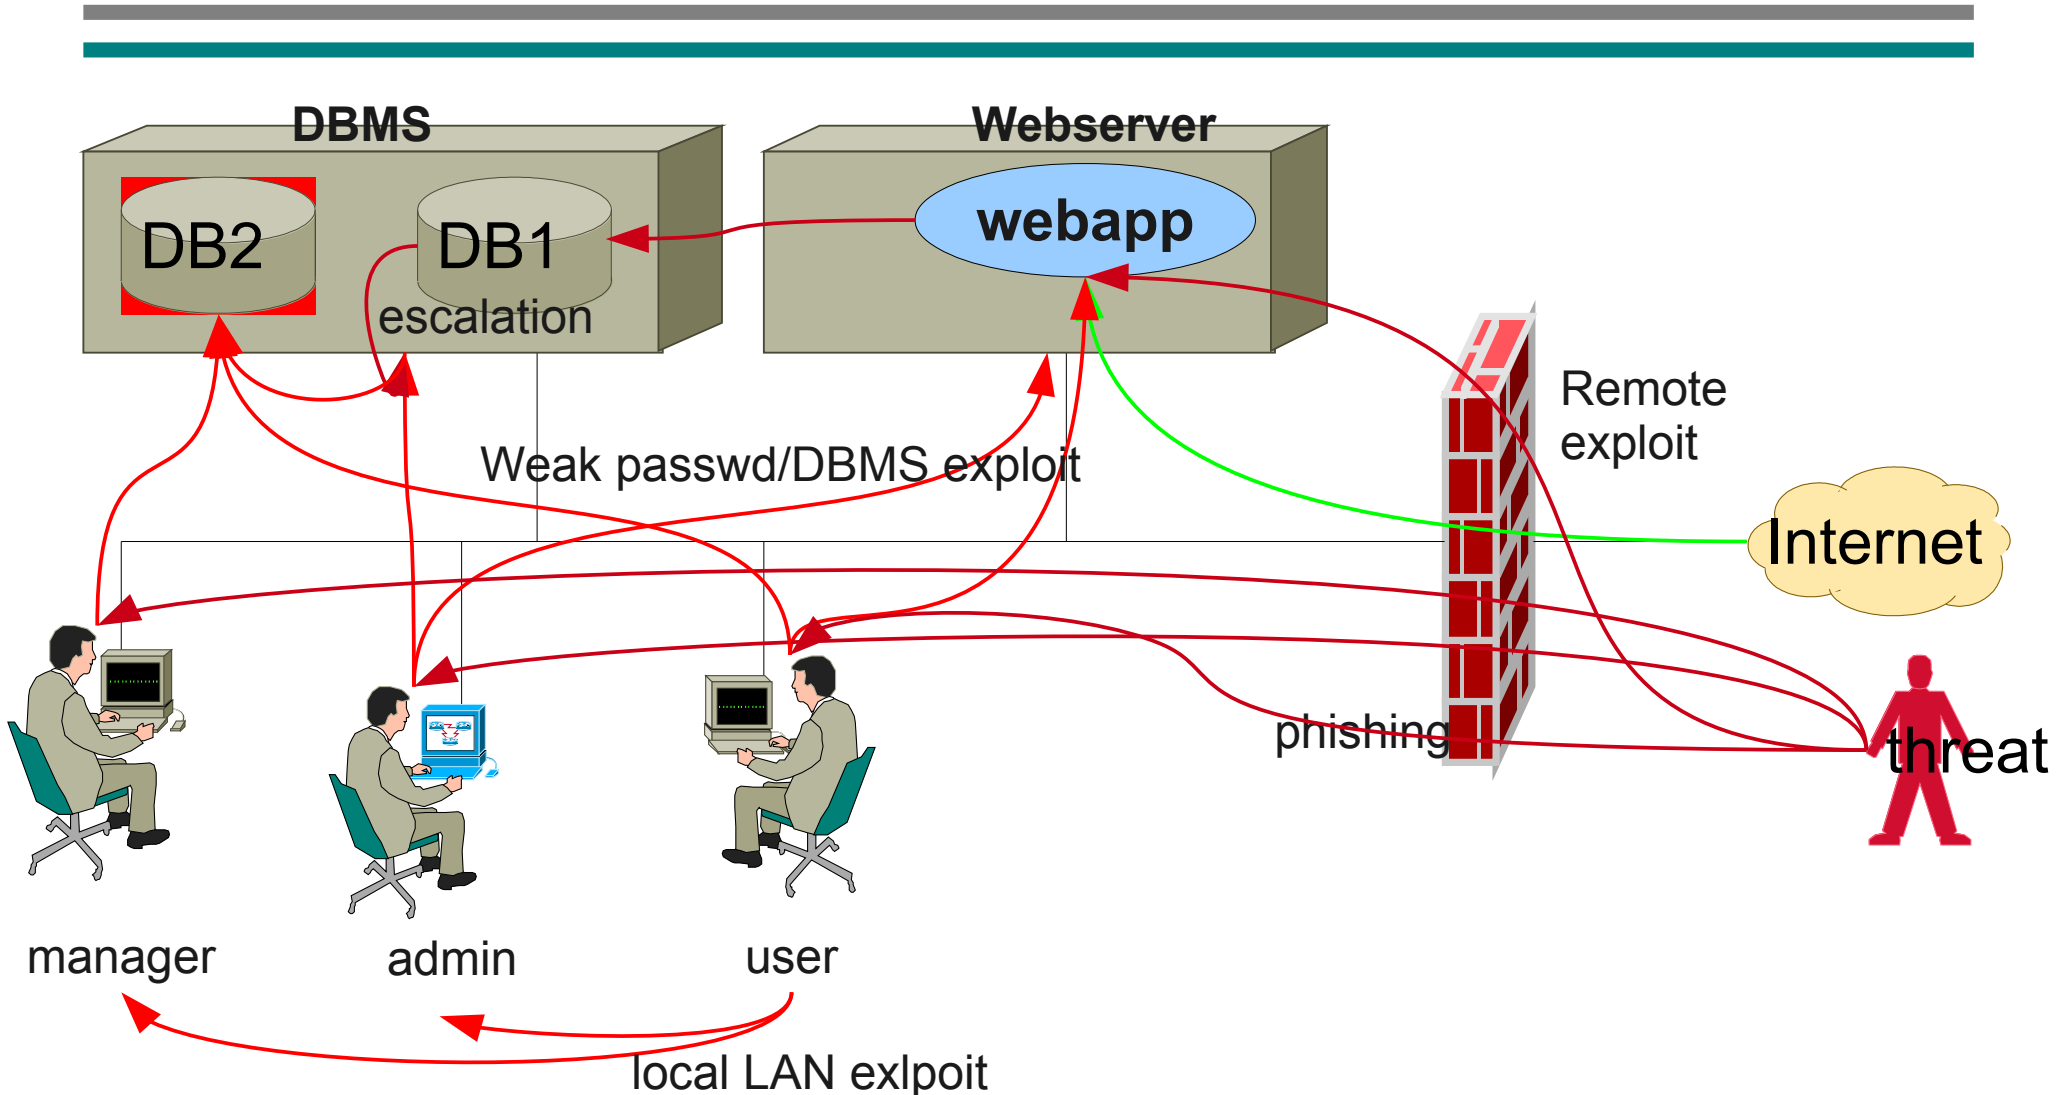 DBMS
Webserver
webapp
DB2
DB1
escalation
Remote
exploit
Weak passwd/DBMS exploit
Internet
phishing
threat
manager
admin
user
local LAN exlpoit